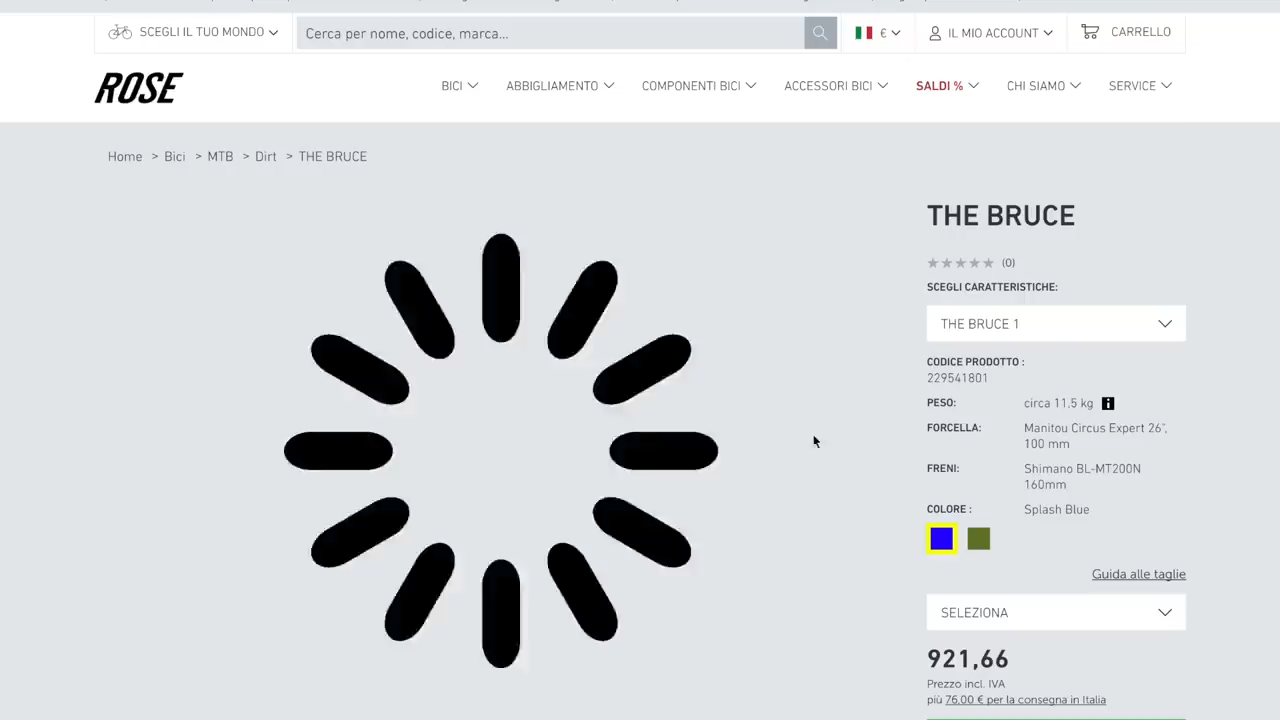 SCEGLI IL TUO MONDO
Cerca per nome, codice, marca...
€
IL MIO ACCOUNT
CARRELLO
ROSE
BICI
ABBIGLIAMENTO
COMPONENTI BICI
ACCESSORI BICI
SALDI %
CHI SIAMO
SERVICE
Home > Bici > MTB > Dirt > THE BRUCE
THE BRUCE
(0)
SCEGLI CARATTERISTICHE:
THE BRUCE 1
CODICE PRODOTTO :
229541801
PESO: circa 11.5 kg i
FORCELLA: Manitou Circus Expert 26",
100 mm
FRENI: Shimano BL-MT200N
160mm
COLORE : Splash Blue
Guida alle taglie
SELEZIONA
921,66
Prezzo incl. IVA
più 76,00 € per la consegna in Italia